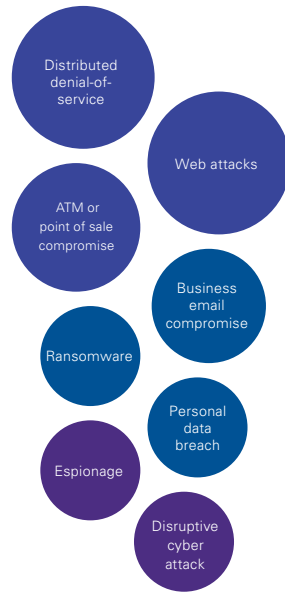 Distributed
denial-of-
service
Web attacks
ATM or
point of sale
compromise
Business
email
compromise
Ransomware
Personal
data
breach
Espionage
Disruptive
cyber
attack